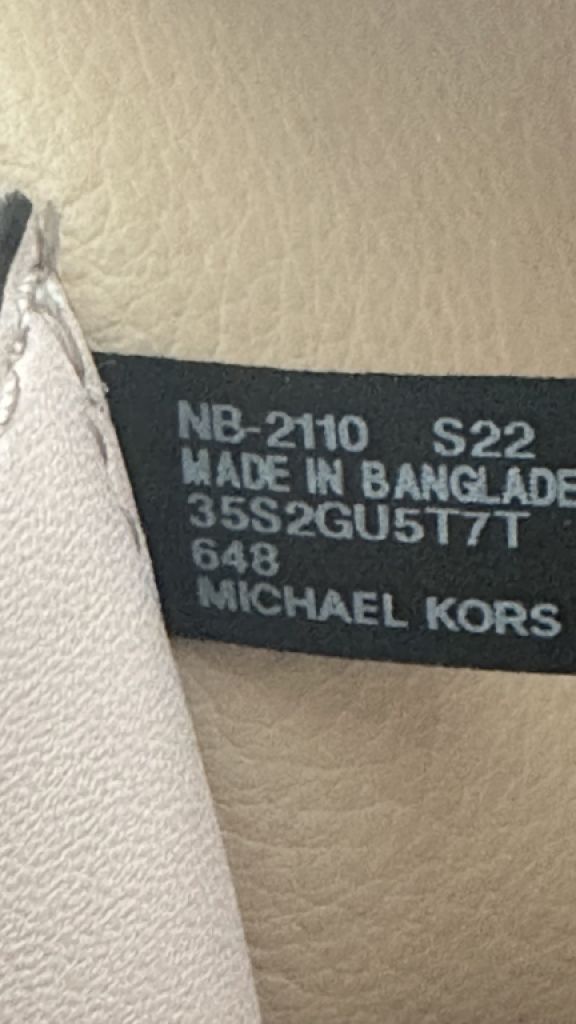 NB-2110 S22
MADE IN BANGLADE
35S2GU5T7T
648
MICHAEL KORS